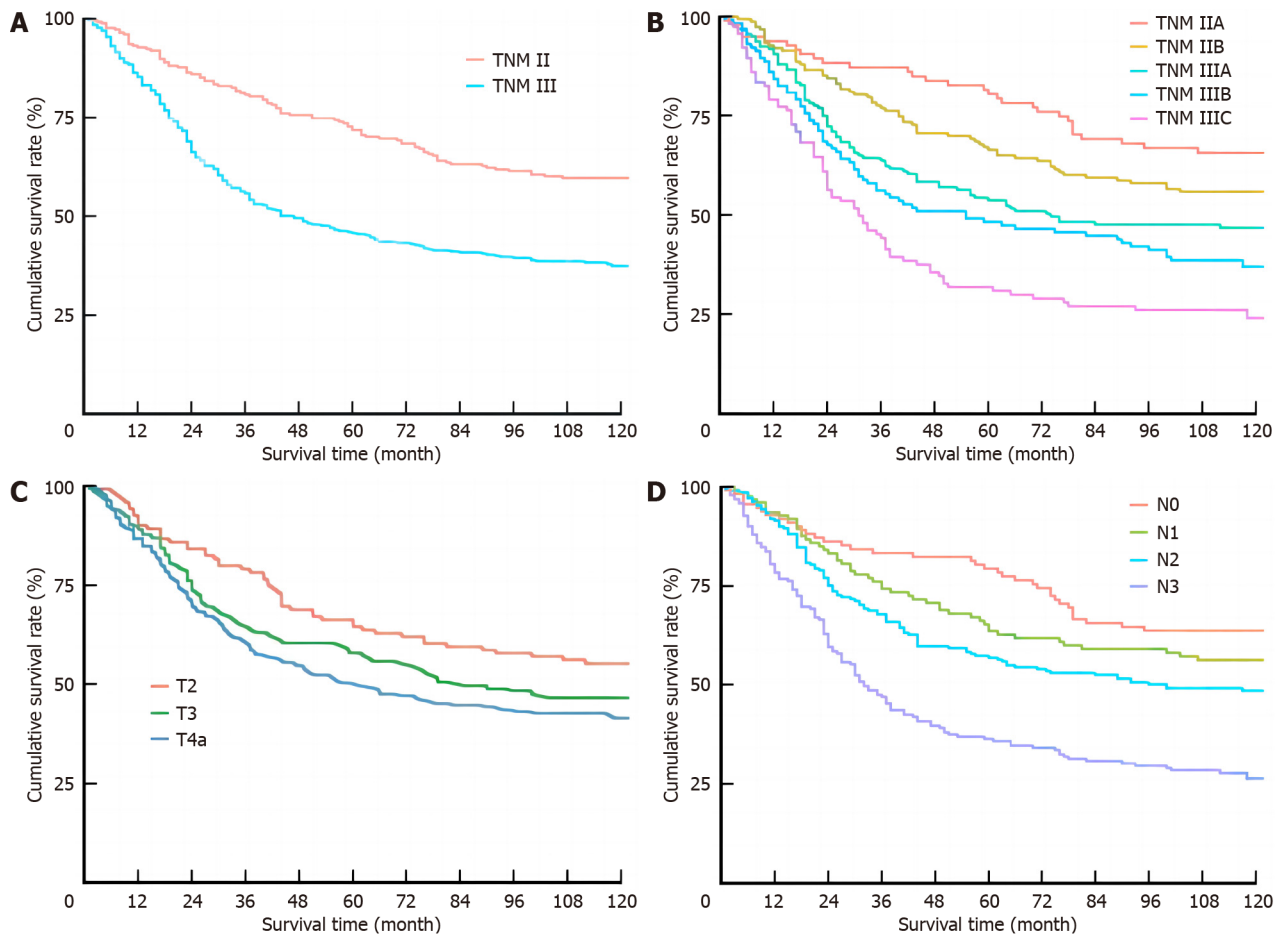 A
100
75
50
25
0
12 24 36 48 60 72 84 96 108 120
Cumulative survival rate (%)
Survival time (month)
TNM II
TNM III
B
100
75
50
25
0
12 24 36 48 60 72 84 96 108 120
Cumulative survival rate (%)
Survival time (month)
TNM IIA
TNM IIB
TNM IIIA
TNM IIIB
TNM IIIC
C
100
75
50
25
0
12 24 36 48 60 72 84 96 108 120
Cumulative survival rate (%)
Survival time (month)
T2
T3
T4a
D
100
75
50
25
0
12 24 36 48 60 72 84 96 108 120
Cumulative survival rate (%)
Survival time (month)
N0
N1
N2
N3